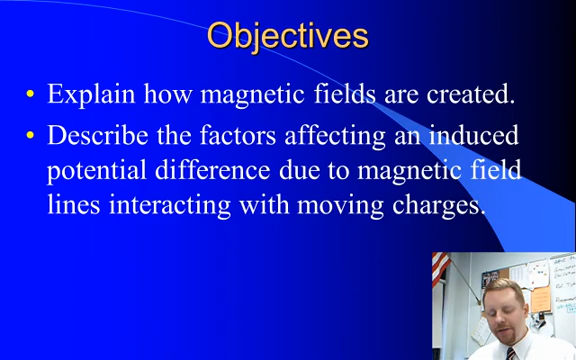 Objectives
• Explain how magnetic fields are created.
• Describe the factors affecting an induced
potential difference due to magnetic field
lines interacting with moving charges.